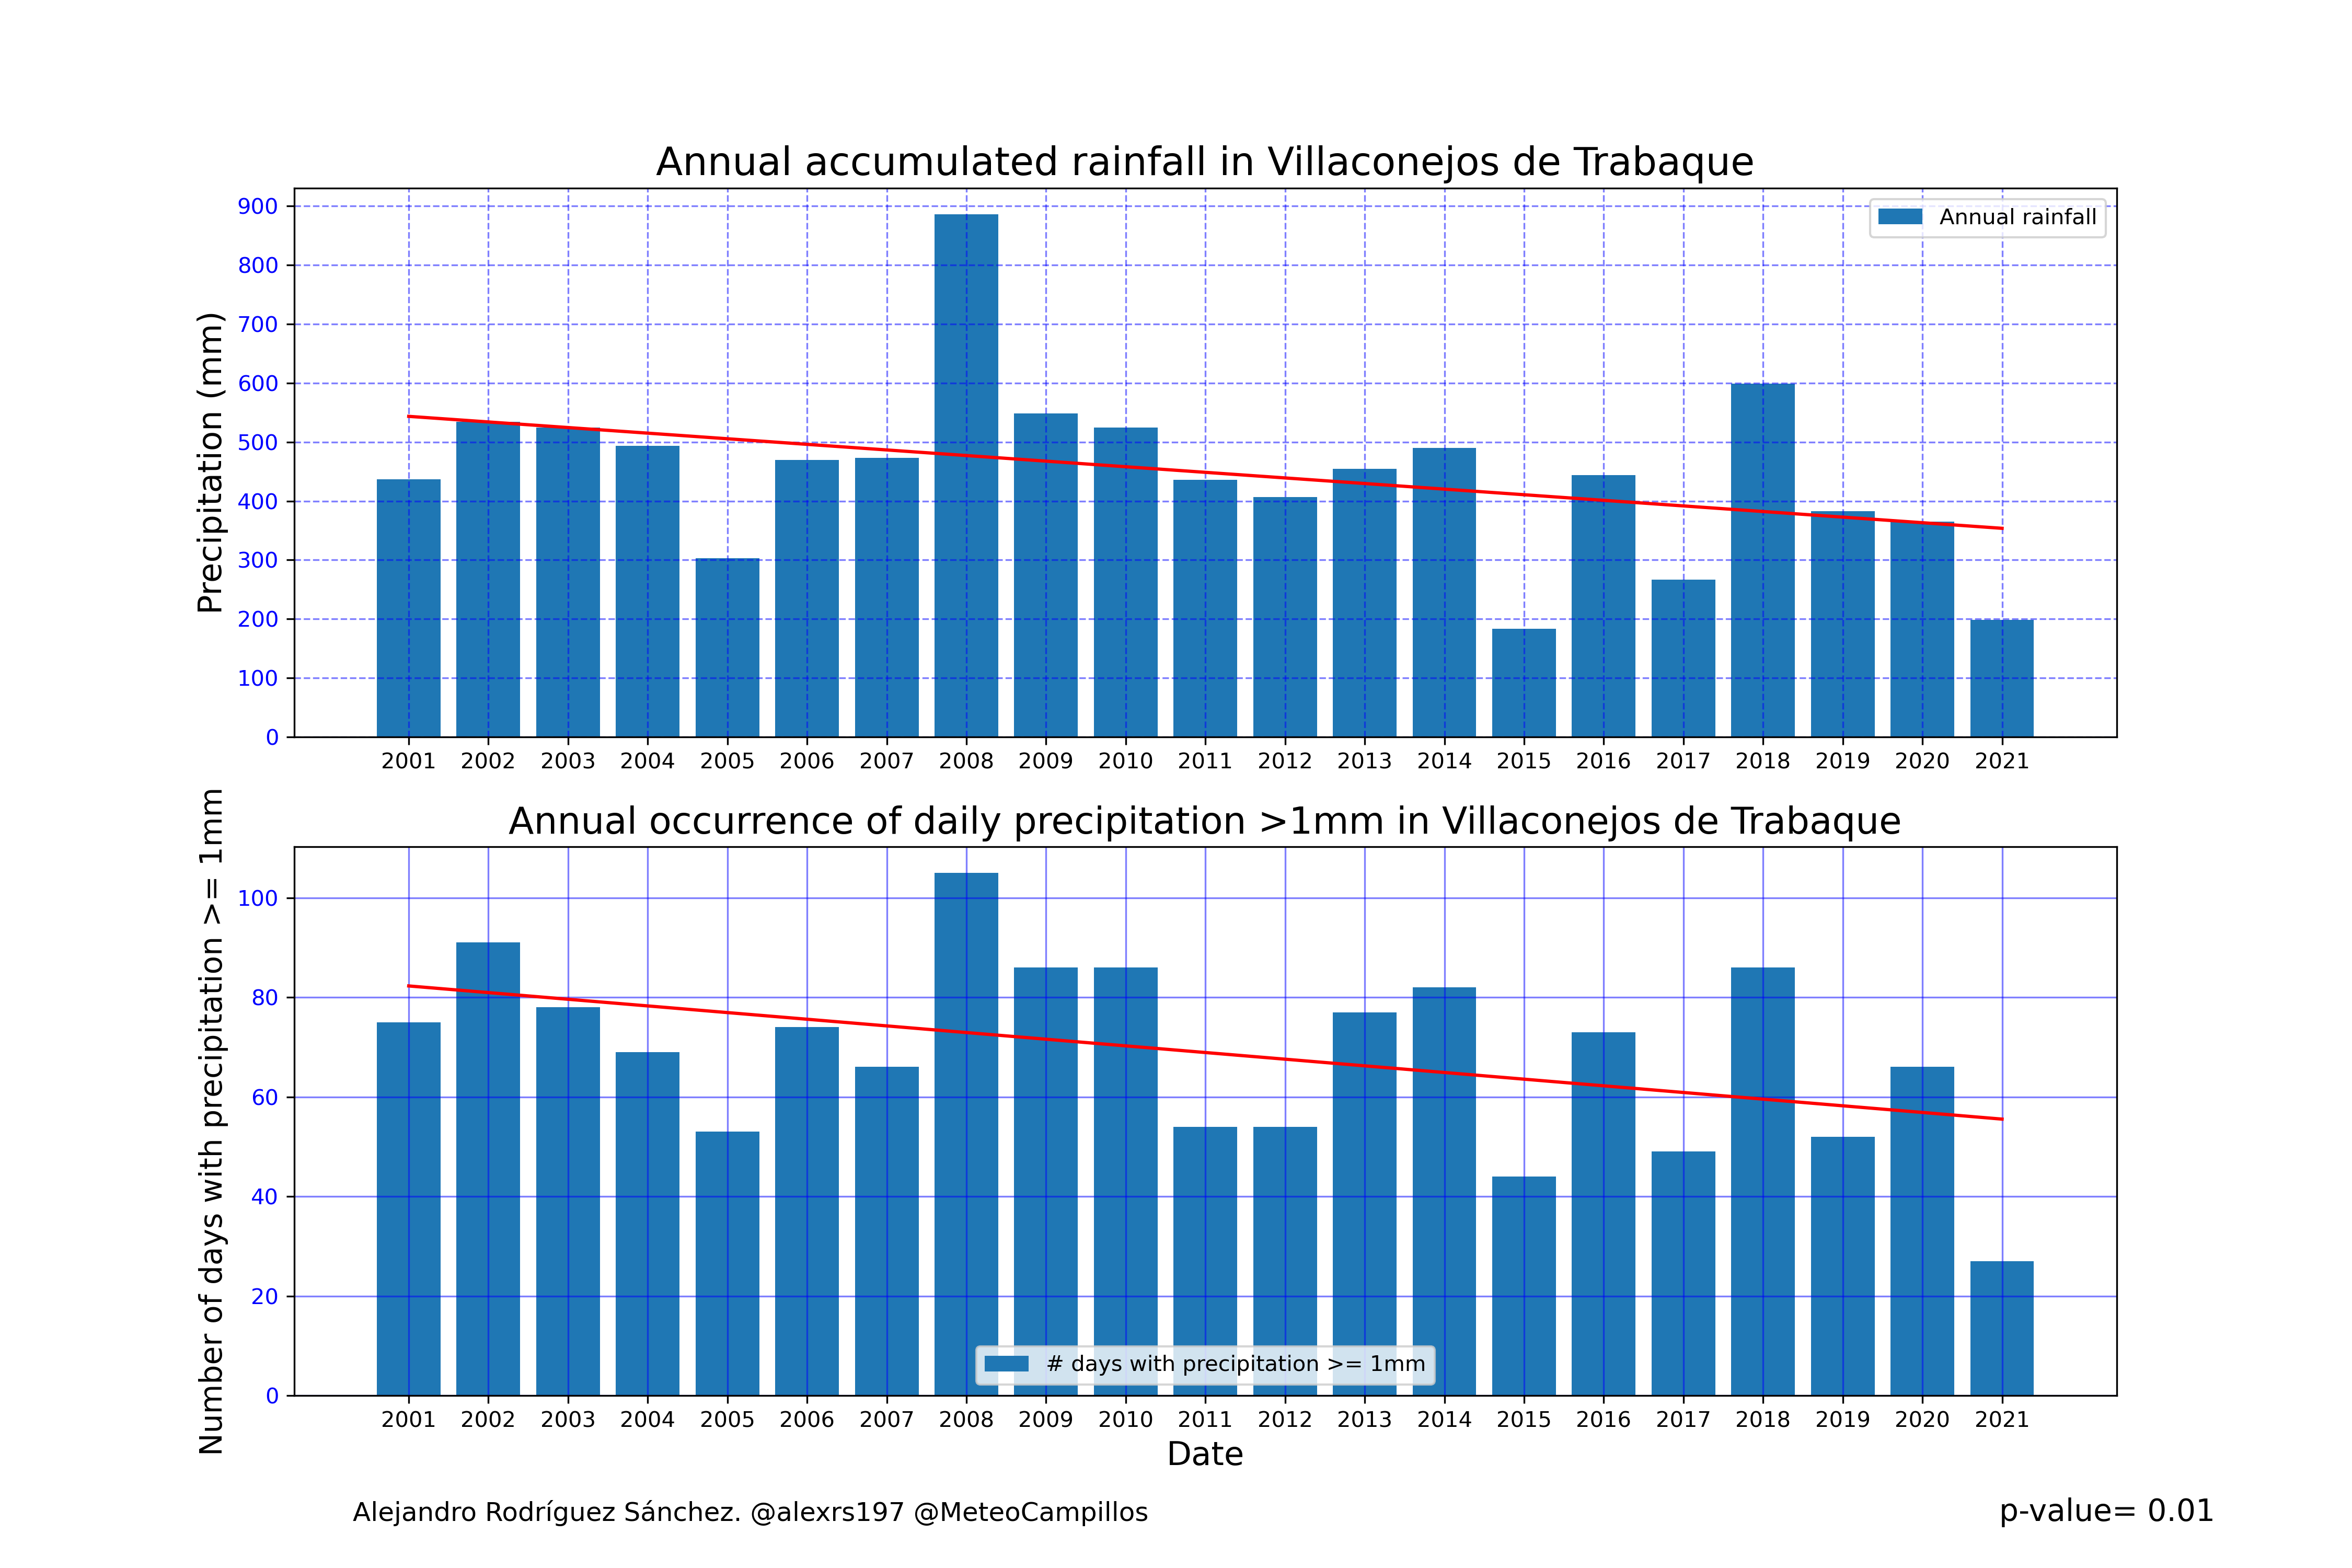 Annual accumulated rainfall in Villaconejos de Trabaque
Precipitation (mm)
900
800
700
600
500
400
300
200
100
0
Annual rainfall
2001 2002 2003 2004 2005 2006 2007 2008 2009 2010 2011 2012 2013 2014 2015 2016 2017 2018 2019 2020 2021
Annual occurrence of daily precipitation >1mm in Villaconejos de Trabaque
Number of days with precipitation >= 1mm
100
80
60
40
20
0
# days with precipitation >= 1mm
2001 2002 2003 2004 2005 2006 2007 2008 2009 2010 2011 2012 2013 2014 2015 2016 2017 2018 2019 2020 2021
Date
Alejandro Rodríguez Sánchez. @alexrs197 @MeteoCampillos
p-value= 0.01